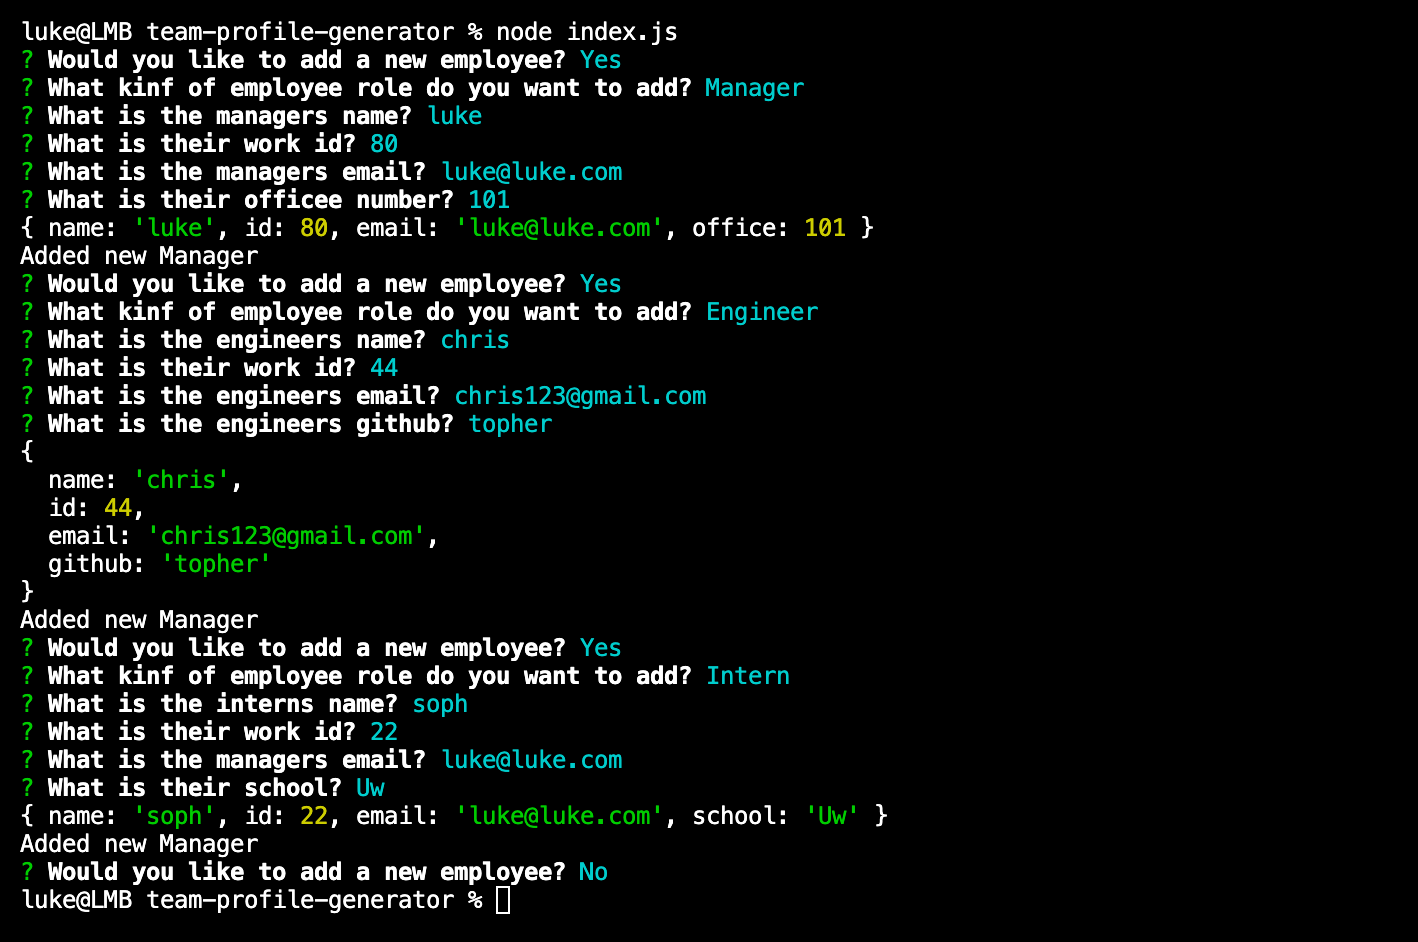 luke@LMB team-profile-generator % node index.js
? Would you like to add a new employee? Yes
? What kinf of employee role do you want to add? Manager
? What is the managers name? luke
? What is their work id? 80
? What is the managers email? luke@luke.com
? What is their officee number? 101
{ name: 'luke', id: 80, email: 'luke@luke.com', office: 101 }
Added new Manager
? Would you like to add a new employee? Yes
? What kinf of employee role do you want to add? Engineer
? What is the engineers name? chris
? What is their work id? 44
? What is the engineers email? chris123@gmail.com
? What is the engineers github? topher
{
  name: 'chris',
  id: 44,
  email: 'chris123@gmail.com',
  github: 'topher'
}
Added new Manager
? Would you like to add a new employee? Yes
? What kinf of employee role do you want to add? Intern
? What is the interns name? soph
? What is their work id? 22
? What is the managers email? luke@luke.com
? What is their school? Uw
{ name: 'soph', id: 22, email: 'luke@luke.com', school: 'Uw' }
Added new Manager
? Would you like to add a new employee? No
luke@LMB team-profile-generator %